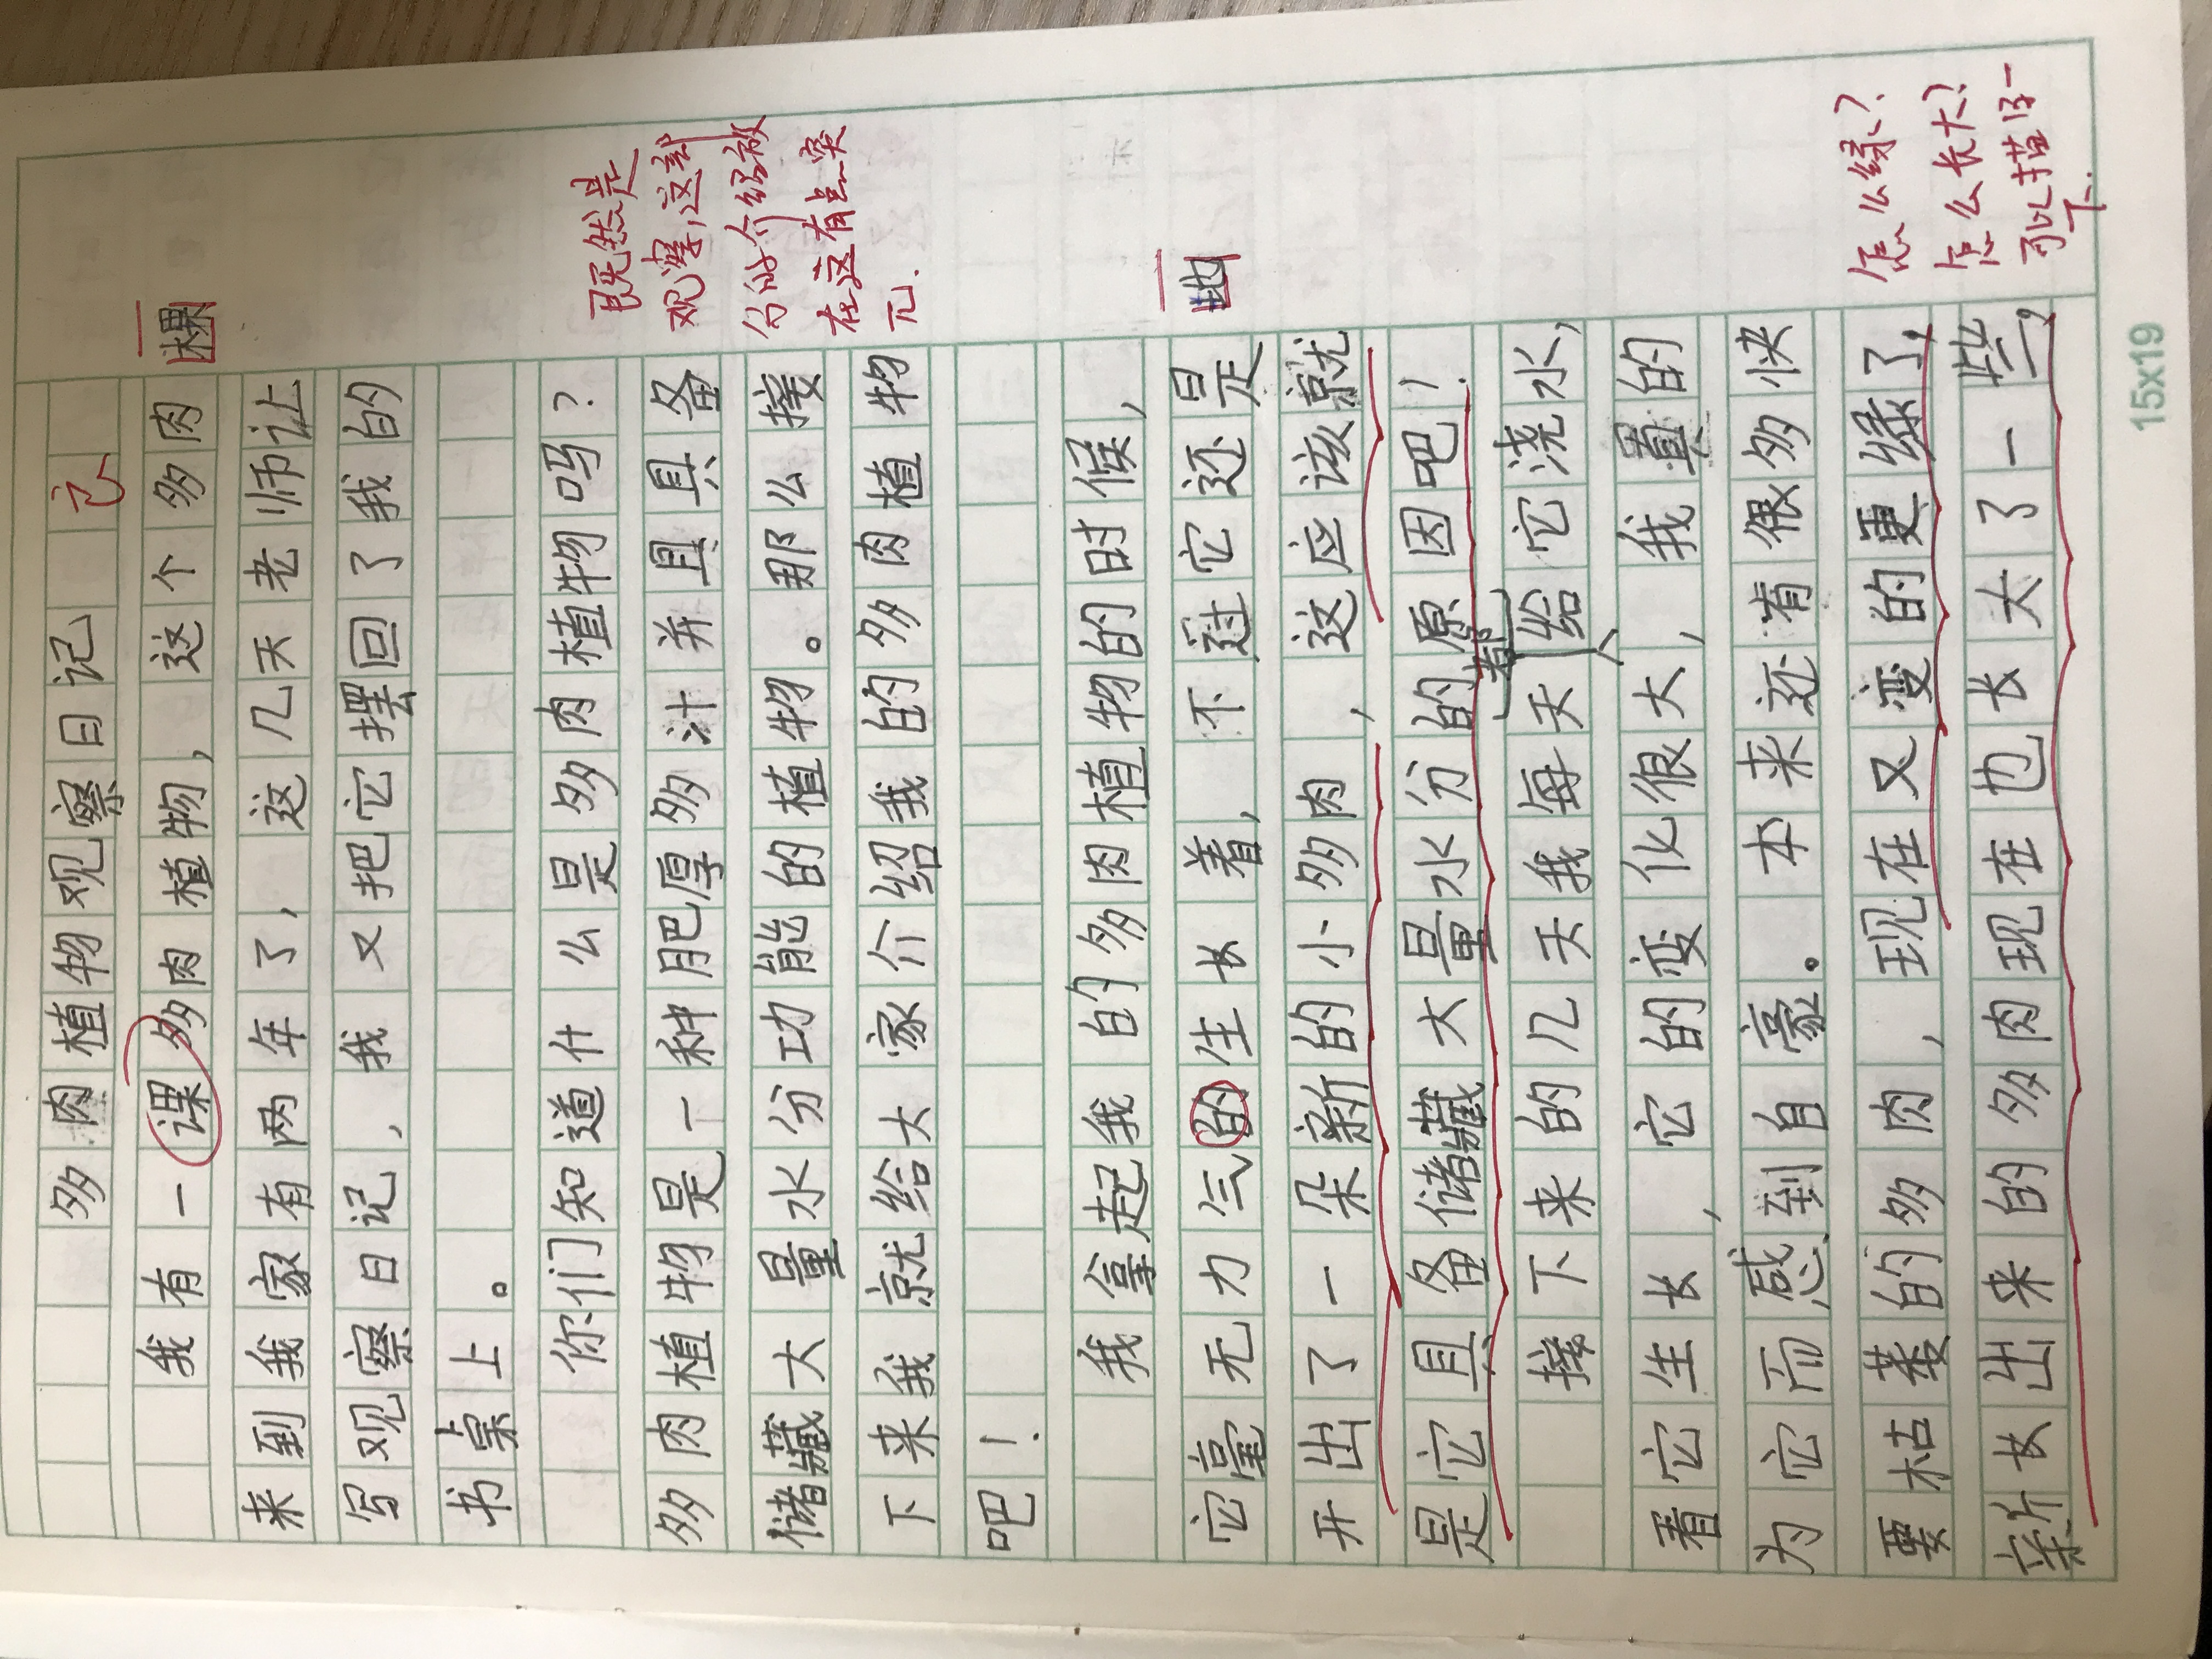 多肉植物观察日记
我有一课多肉植物，这个多肉
棵
来到我家有两年了，这几天老师让
写观察日记，我又把它摆回了我的
书桌上。
你们知道什么是多肉植物吗？
多肉植物是一种肥厚多汁并且具备
储藏大量水分功能的植物。那么接
下来我就给大家介绍我的多肉植物
吧！
既然是
观察，这部
分的介绍放
在这有点突
兀.
我拿起我的多肉植物的时候，
它毫无力气的生长着，不过它还是
地
开出了一朵新的小多肉，这应该就
是它具备储藏大量水分的原因吧！
都
接下来的几天我每天给它浇水，
看它生长，它的变化很大，我真的
为它而感到自豪。本来还有很多快
要枯萎的多肉，现在又变的更绿了，
新长出来的多肉现在也长大了一些。
怎么绿？
怎么长大？
可以描写一
下.
15x19